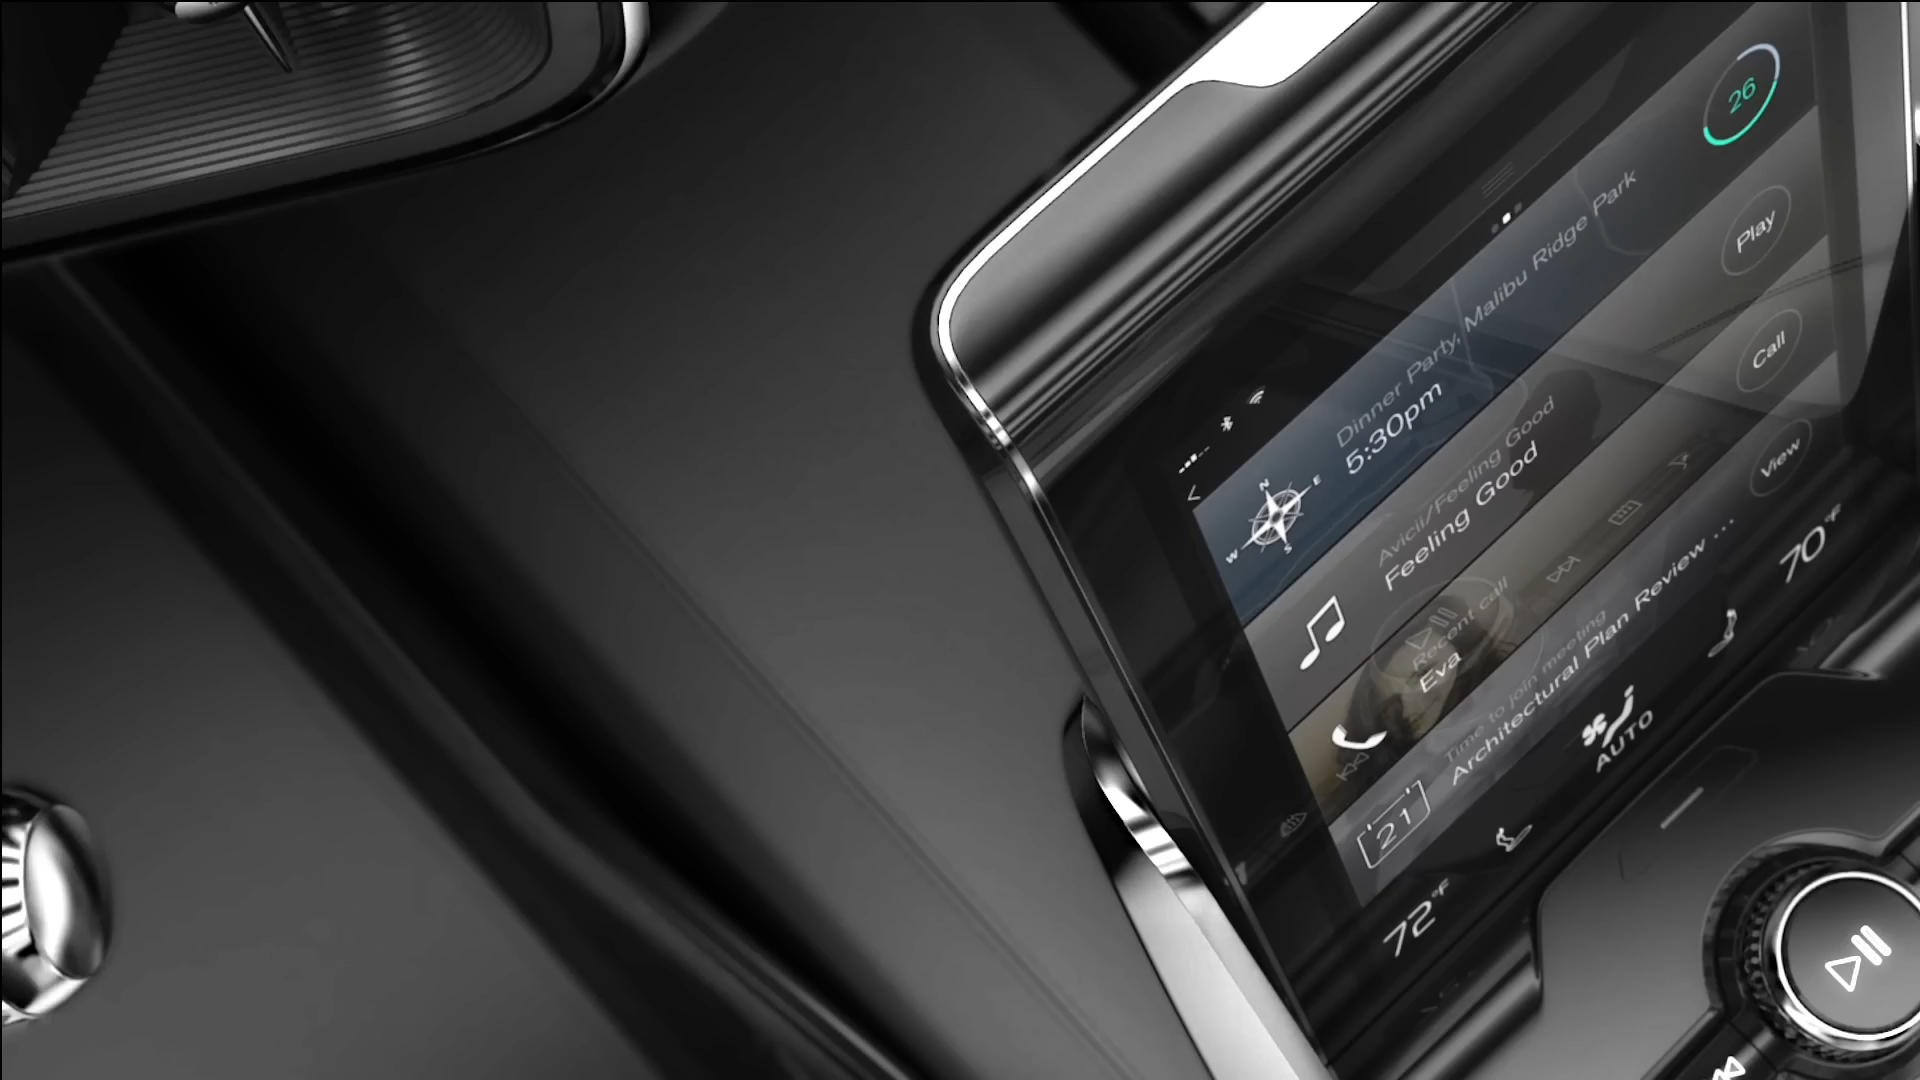 26
Dinner Party, Malibu Ridge Park
5:30pm
N
E
W
S
Play
Avicii/Feeling Good
Feeling Good
Call
Recent call
Eva
View
Time to join meeting
Architectural Plan Review ...
21
72°F
AUTO
70°F